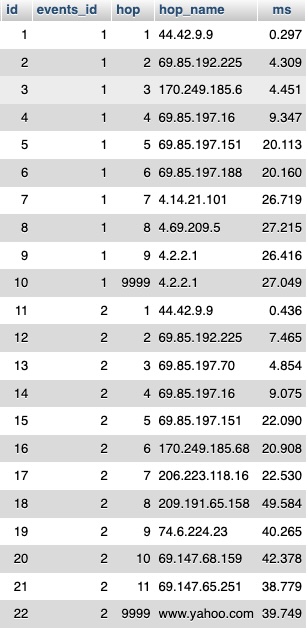 id events_id hop hop_name ms
1 1 1 44.42.9.9 0.297
2 1 2 69.85.192.225 4.309
3 1 3 170.249.185.6 4.451
4 1 4 69.85.197.16 9.347
5 1 5 69.85.197.151 20.113
6 1 6 69.85.197.188 20.160
7 1 7 4.14.21.101 26.719
8 1 8 4.69.209.5 27.215
9 1 9 4.2.2.1 26.416
10 1 9999 4.2.2.1 27.049
11 2 1 44.42.9.9 0.436
12 2 2 69.85.192.225 7.465
13 2 3 69.85.197.70 4.854
14 2 4 69.85.197.16 9.075
15 2 5 69.85.197.151 22.090
16 2 6 170.249.185.68 20.908
17 2 7 206.223.118.16 22.530
18 2 8 209.191.65.158 49.584
19 2 9 74.6.224.23 40.265
20 2 10 69.147.68.159 42.378
21 2 11 69.147.65.251 38.779
22 2 9999 www.yahoo.com 39.749